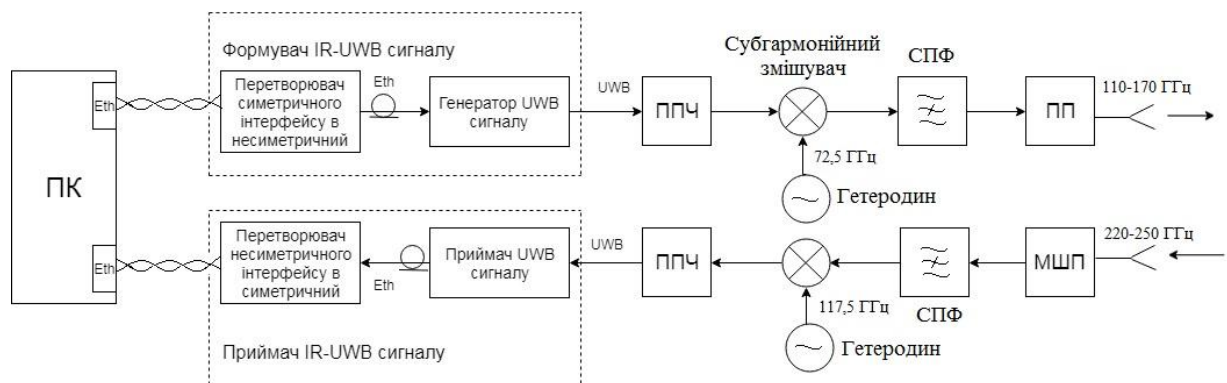 ПК
Eth
Формувач IR-UWB сигналу
Перетворювач
симетричного
інтерфейсу в
несиметричний
Eth
Генератор UWB
сигналу
UWB
ППЧ
Субгармонійний
змішувач
72,5 ГГц
Гетеродин
СПФ
ПП
110-170 ГГц
Eth
Перетворювач
несиметричного
інтерфейсу в
симетричний
Eth
Приймач UWB
сигналу
UWB
ППЧ
117,5 ГГц
Гетеродин
СПФ
МШП
220-250 ГГц
Приймач IR-UWB сигналу